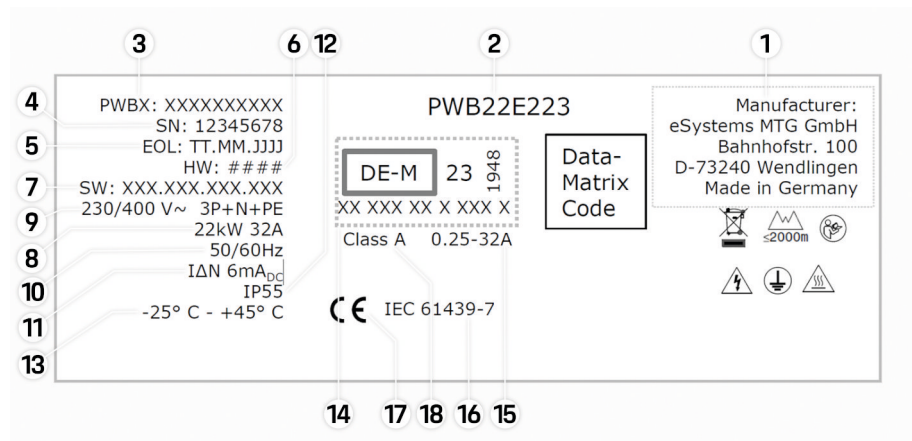 3
6
12
2
1
4
5
7
9
8
10
11
13
PWBX: XXXXXXXXXX
SN: 12345678
EOL: TT.MM.JJJJ
HW: ####
SW: XXX.XXX.XXX.XXX
230/400 V~ 3P+N+PE
22kW 32A
50/60Hz
IΔN 6mADC
IP55
-25° C - +45° C
PWB22E223
DE-M 23 1948
XX XXX XX X XXX X
Class A 0.25-32A
CE IEC 61439-7
Data-
Matrix
Code
Manufacturer:
eSystems MTG GmbH
Bahnhofstr. 100
D-73240 Wendlingen
Made in Germany
≤2000m
14
17
18
16
15